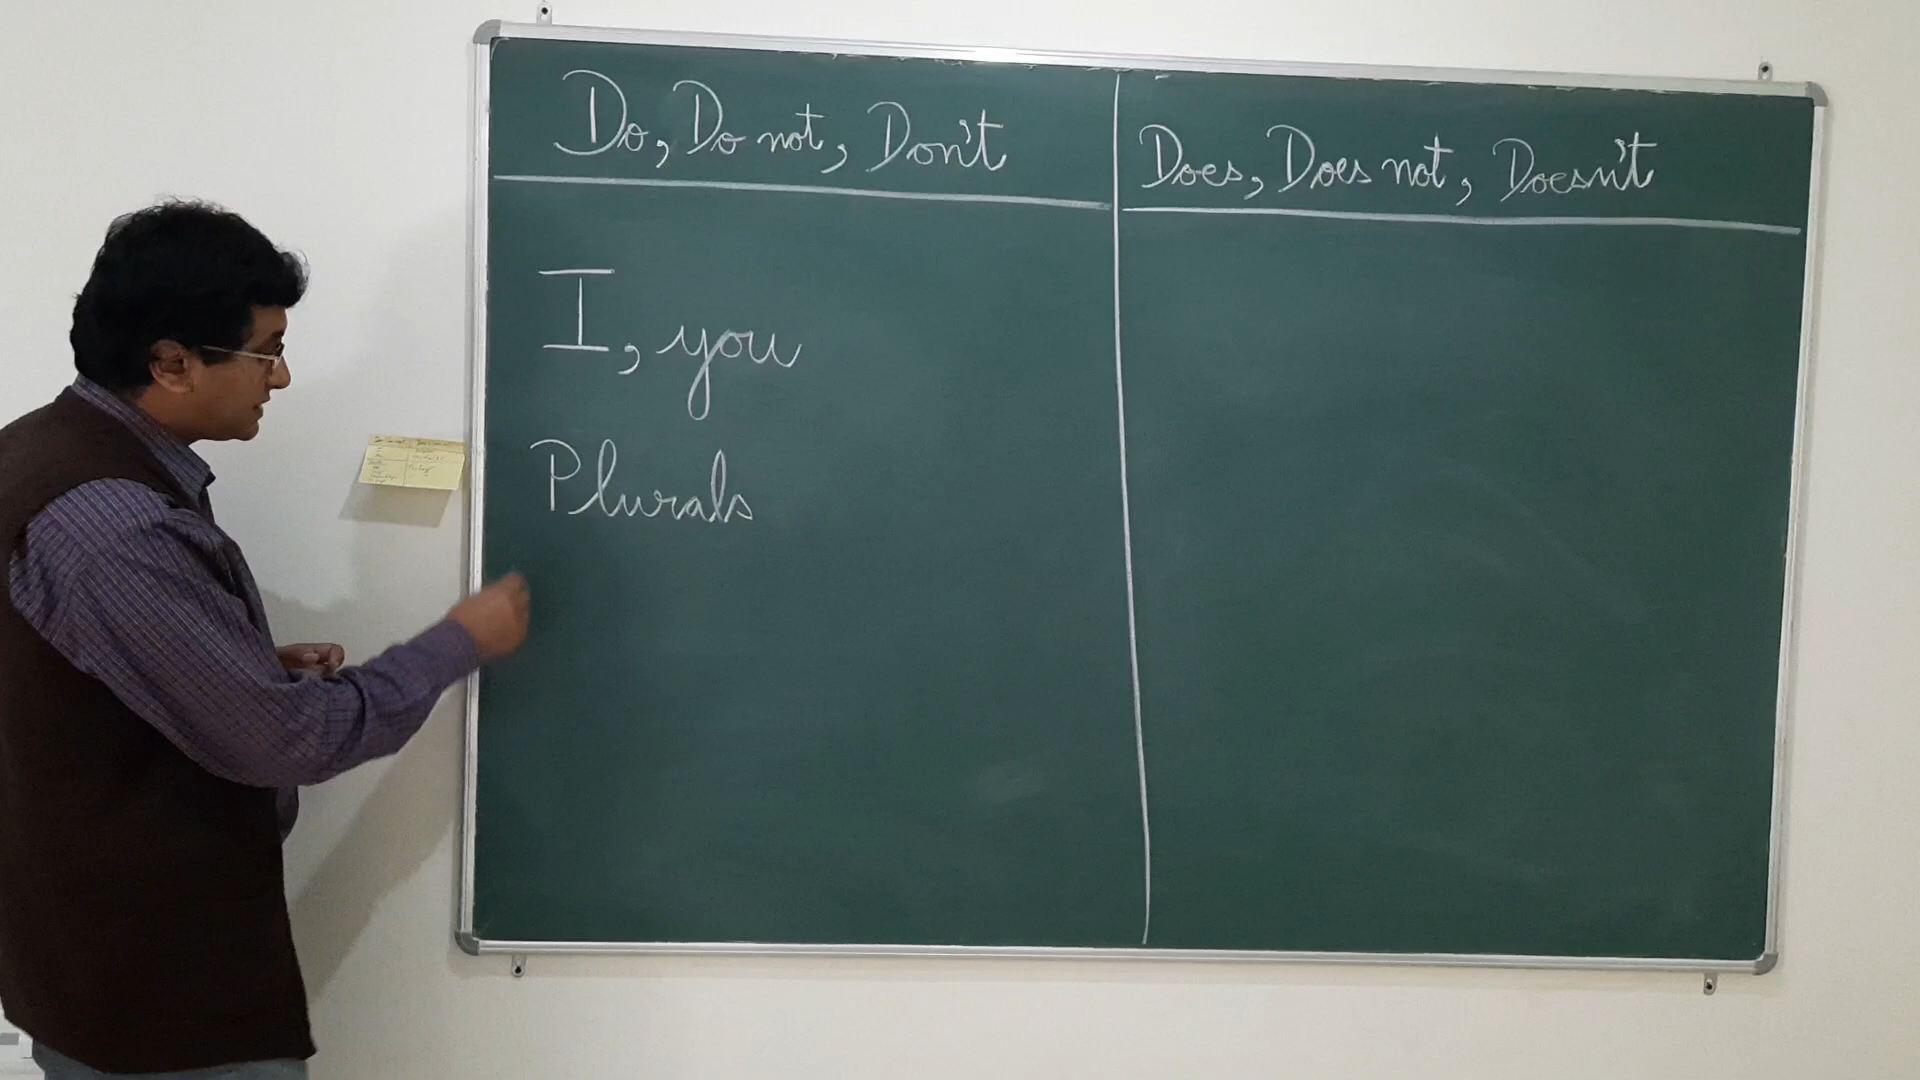 Do, Do not, Don't
Does, Does not, Doesn't
I, you
Plurals